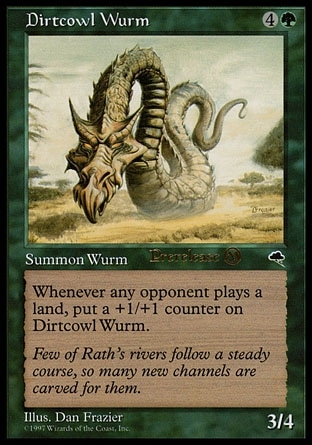 Dirtcowl Wurm 4
Prerelease
Summon Wurm
Whenever any opponent plays a
land, put a +1/+1 counter on
Dirtcowl Wurm.
Few of Rath's rivers follow a steady
course, so many new channels are
carved for them.
Illus. Dan Frazier
©1997 Wizards of the Coast, Inc.
3/4